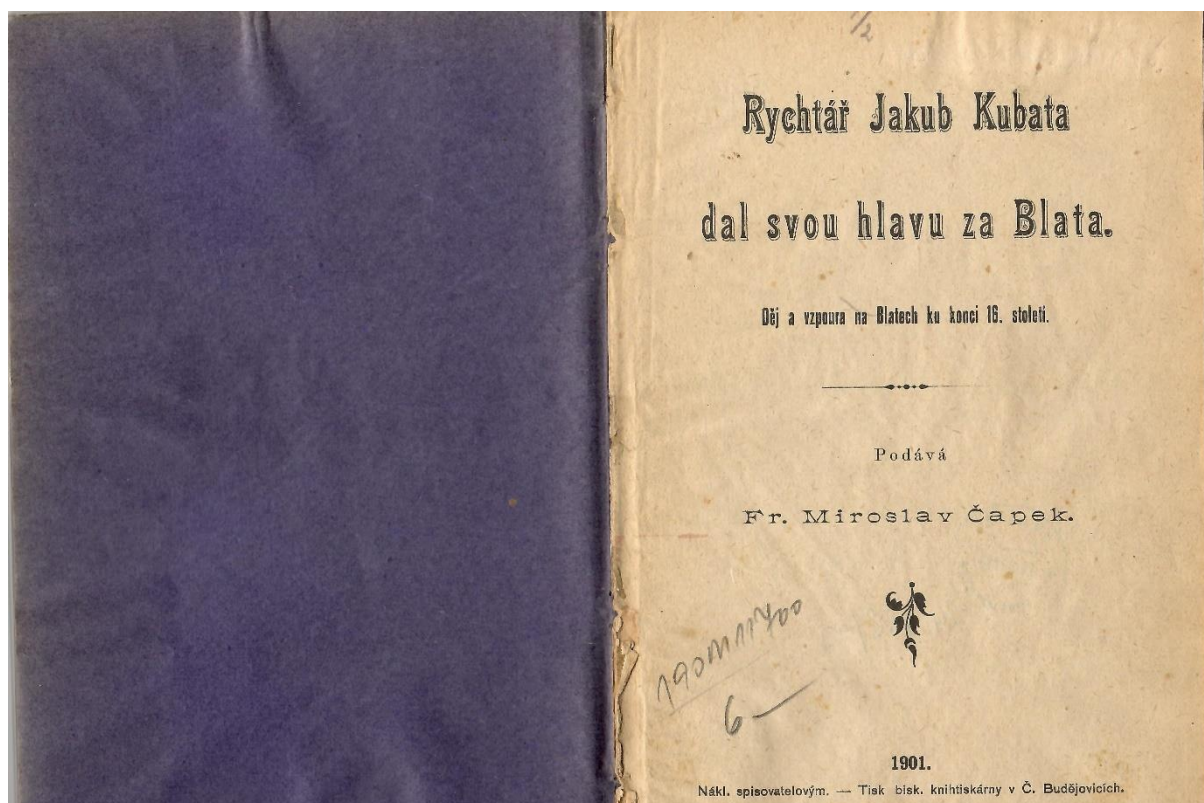 Rychtář Jakub Kubata
dal svou hlavu za Blata.
Děj a vzpoura na Blatech ku konci 16. století.
Podává
Fr. Miroslav Čapek.
6—
1901.
Nákl. spisovatelovým. — Tisk bisk. knihtiskárny v Č. Budějovicích.